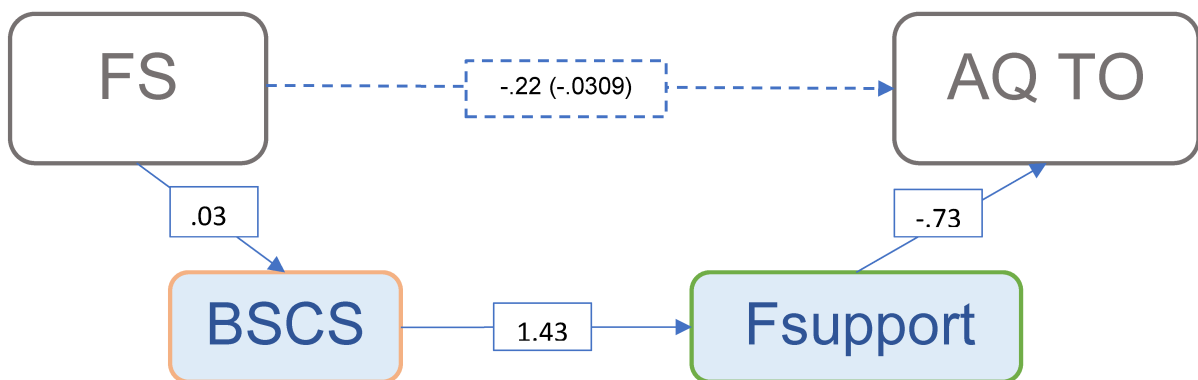 FS
-.22 (-.0309)
AQ TO
.03
-.73
BSCS
1.43
Fsupport